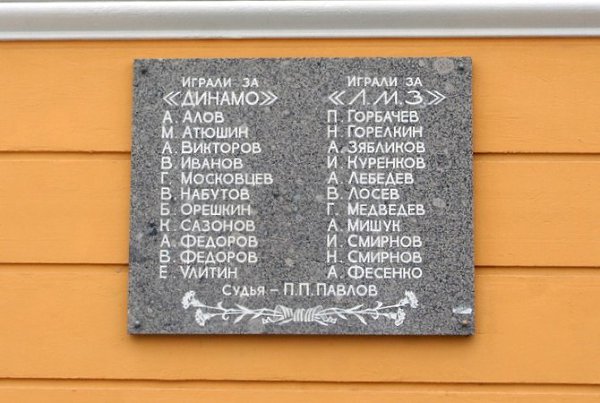 Играли за
«Динамо»
А. Алов
М. Атюшин
А. Викторов
В. Иванов
Г. Московцев
В. Набутов
Б. Орешкин
К. Сазонов
А. Федоров
В. Федоров
Е. Улитин
Играли за
«Л.М.З»
П. Горбачев
Н. Горелкин
А. Зябликов
И. Куренков
А. Лебедев
В. Лосев
Г. Медведев
А. Мишук
И. Смирнов
Н. Смирнов
А. Фесенко
Судья – П.П. Павлов